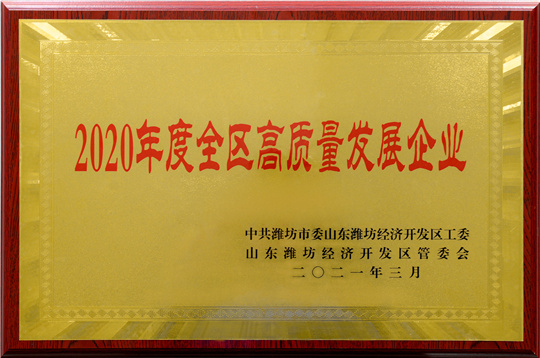 2020年度全区高质量发展企业
中共潍坊市委山东潍坊经济开发区工委
山东潍坊经济开发区管委会
二〇二一年三月